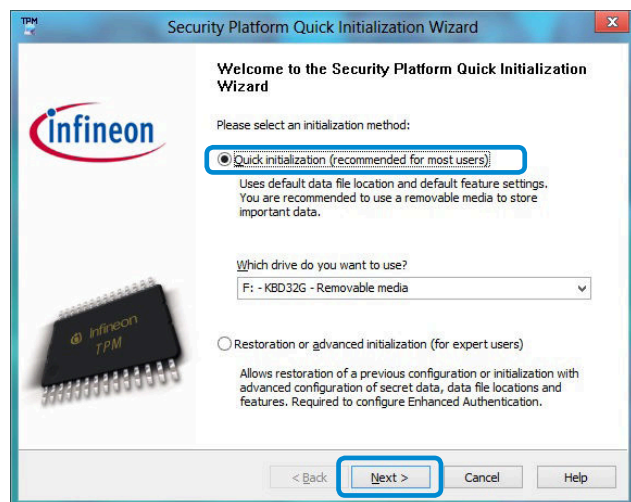 TPM
Security Platform Quick Initialization Wizard
X
Welcome to the Security Platform Quick Initialization
Wizard
infineon
Please select an initialization method:
Quick initialization (recommended for most users)
Uses default data file location and default feature settings.
You are recommended to use a removable media to store
important data.
Which drive do you want to use?
F: - KBD32G - Removable media
infineon
TPM
Restoration or advanced initialization (for expert users)
Allows restoration of a previous configuration or initialization with
advanced configuration of secret data, data file locations and
features. Required to configure Enhanced Authentication.
< Back
Next >
Cancel
Help